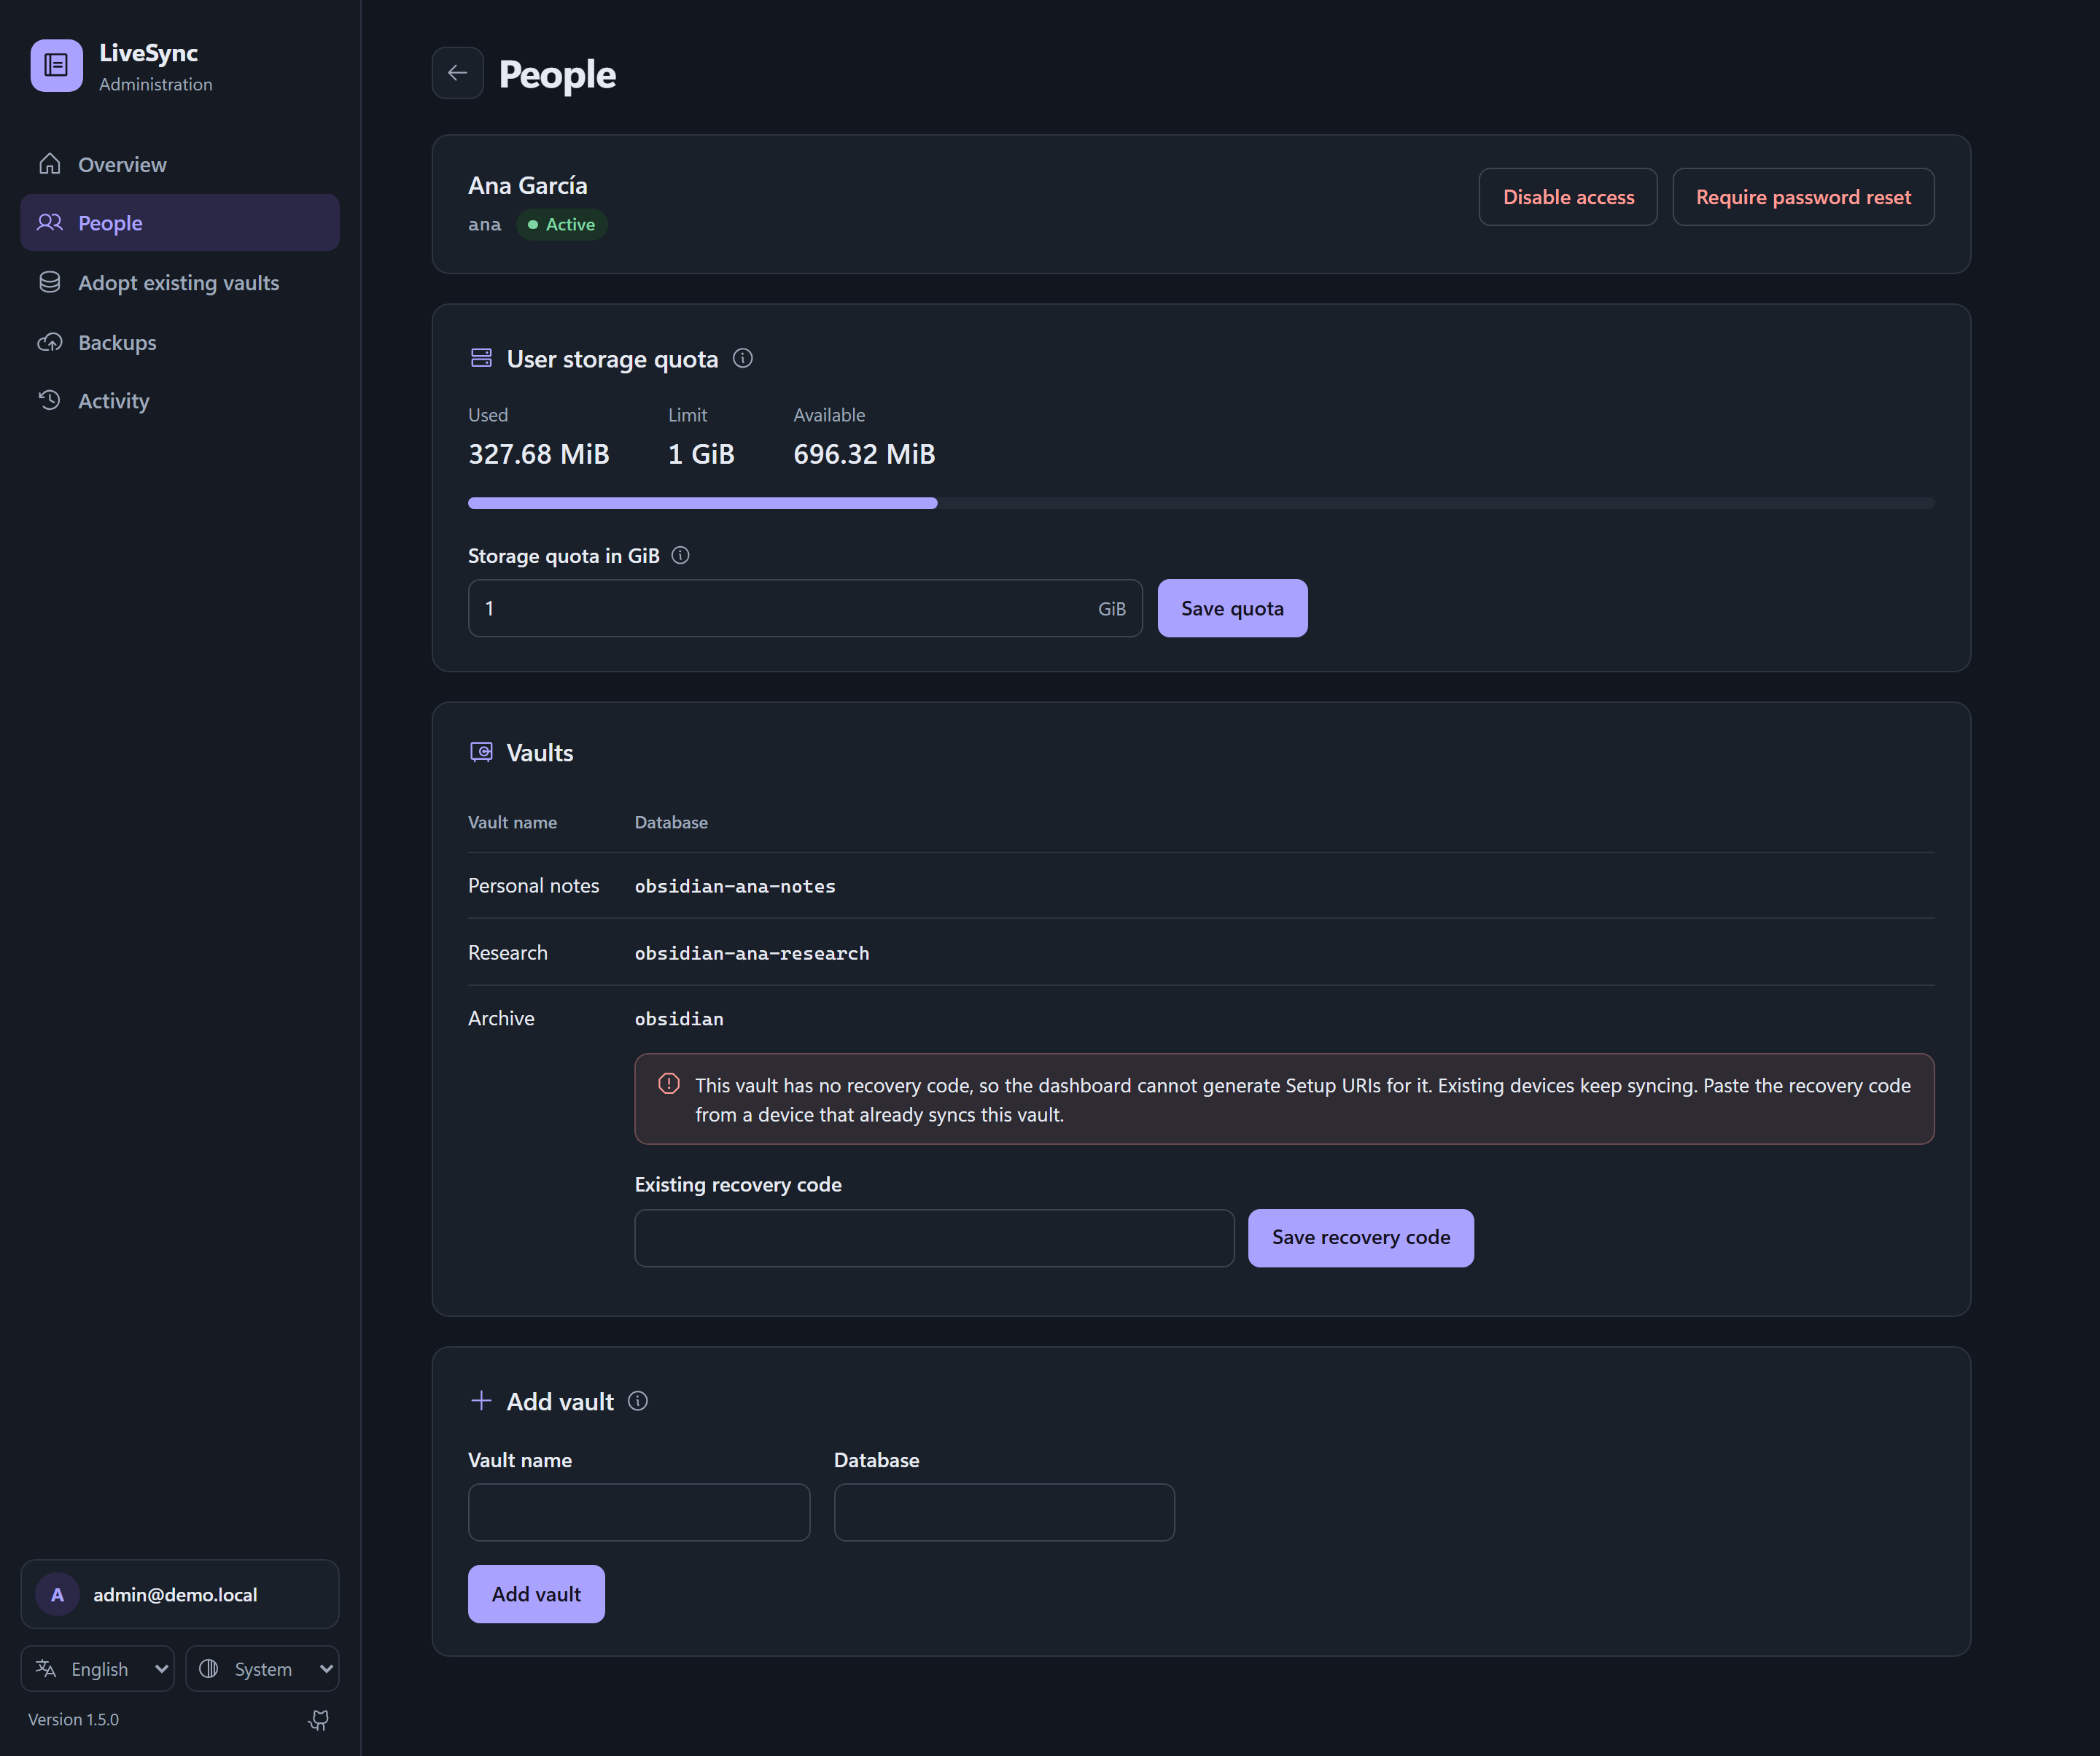 LiveSync
Administration
Overview
People
Adopt existing vaults
Backups
Activity
admin@demo.local
A
English
System
Version 1.5.0
People
Ana García
ana
Active
Disable access
Require password reset
User storage quota
Used
Limit
Available
327.68 MiB
1 GiB
696.32 MiB
Storage quota in GiB
1
GiB
Save quota
Vaults
Vault name
Database
Personal notes
obsidian-ana-notes
Research
obsidian-ana-research
Archive
obsidian
This vault has no recovery code, so the dashboard cannot generate Setup URIs for it. Existing devices keep syncing. Paste the recovery code
from a device that already syncs this vault.
Existing recovery code
Save recovery code
Add vault
Vault name
Database
Add vault